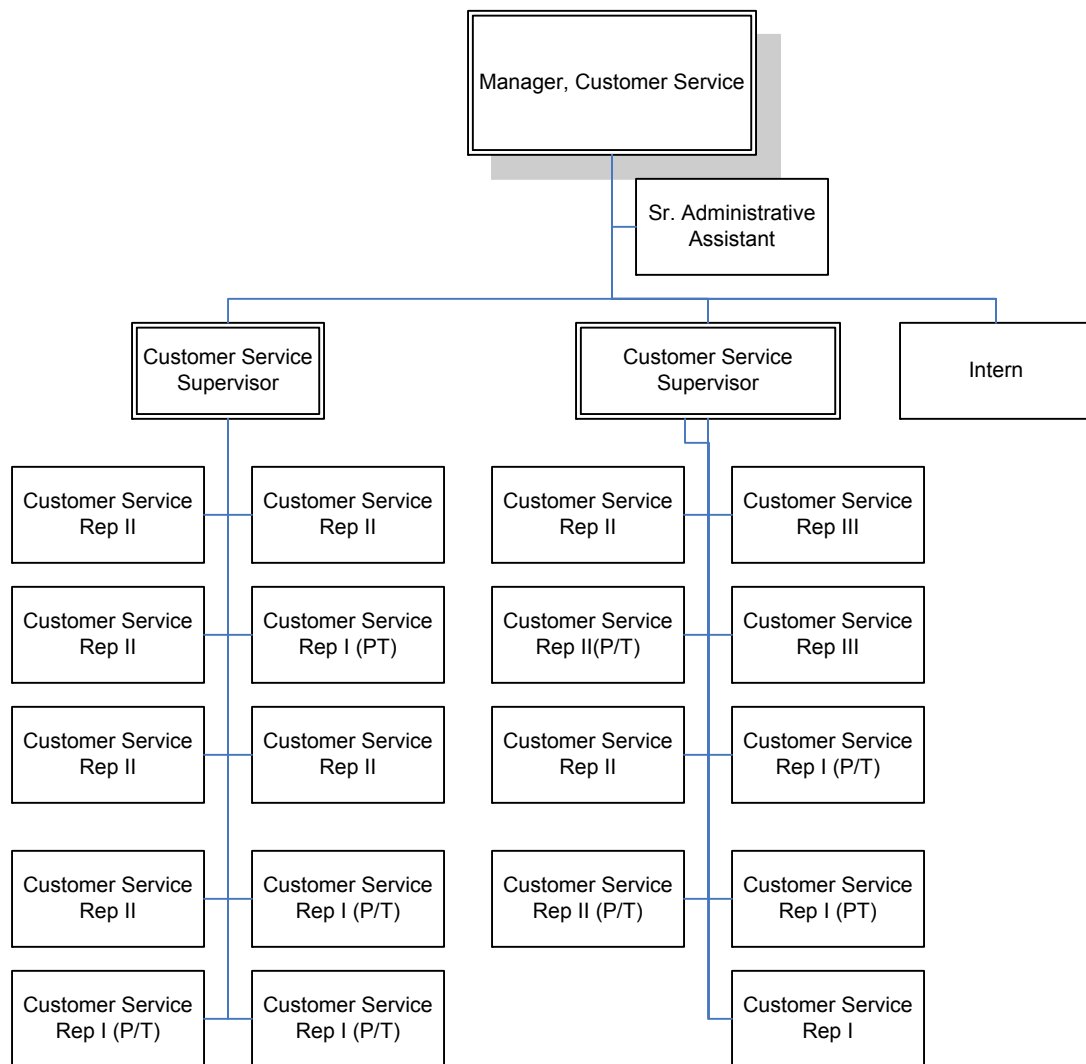 Manager, Customer Service
Sr. Administrative
Assistant
Customer Service
Supervisor
Customer Service
Supervisor
Intern
Customer Service
Rep II
Customer Service
Rep II
Customer Service
Rep II
Customer Service
Rep III
Customer Service
Rep II
Customer Service
Rep I (PT)
Customer Service
Rep II(P/T)
Customer Service
Rep III
Customer Service
Rep II
Customer Service
Rep II
Customer Service
Rep II
Customer Service
Rep I (P/T)
Customer Service
Rep II
Customer Service
Rep I (P/T)
Customer Service
Rep II (P/T)
Customer Service
Rep I (PT)
Customer Service
Rep I (P/T)
Customer Service
Rep I (P/T)
Customer Service
Rep I